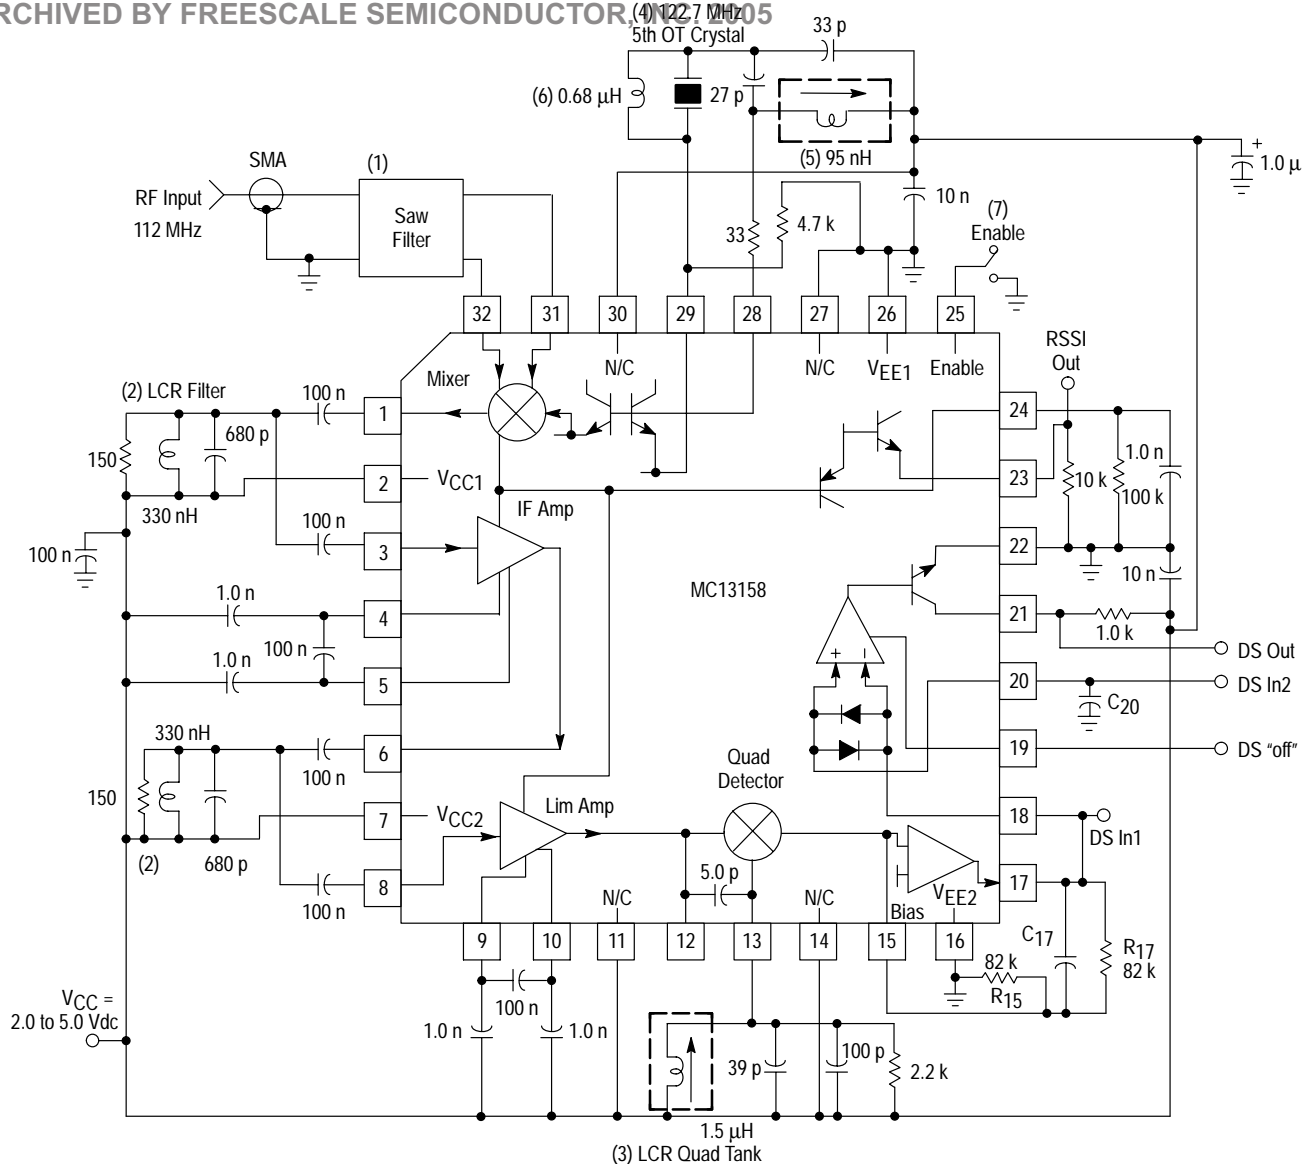 ARCHIVED BY FREESCALE SEMICONDUCTOR, INC. 2005
(4) 122.7 MHz
5th OT Crystal
33 p
(6) 0.68 μH
27 p
(5) 95 nH
+
1.0 μ
SMA
(1)
RF Input
112 MHz
Saw
Filter
33
4.7 k
10 n
(7)
Enable
32
31
30
29
28
27
26
25
N/C
N/C
VEE1
Enable
RSSI
Out
Mixer
(2) LCR Filter
100 n
1
24
680 p
150
2
VCC1
23
10 k
1.0 n
100 k
330 nH
IF Amp
100 n
3
22
100 n
10 n
MC13158
1.0 n
4
21
1.0 k
100 n
DS Out
1.0 n
5
20
DS In2
C20
+
–
330 nH
6
100 n
19
DS “off”
Quad
Detector
150
7
VCC2
Lim Amp
18
DS In1
(2)
680 p
8
100 n
5.0 p
17
N/C
N/C
VEE2
Bias
9
10
11
12
13
14
15
16
C17
R17
82 k
82 k
R15
100 n
VCC =
2.0 to 5.0 Vdc
1.0 n
1.0 n
39 p
100 p
2.2 k
1.5 μH
(3) LCR Quad Tank